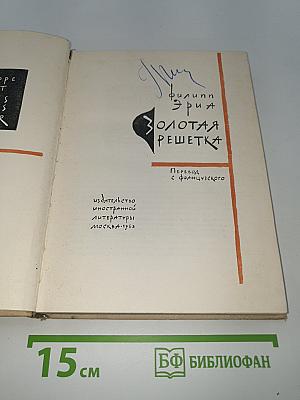 филипп
Эриа
Золотая
решетка
Перевод
с французского
издательство
иностранной
литературы
москва·1962
15 см
БФ БИБЛИОФАН